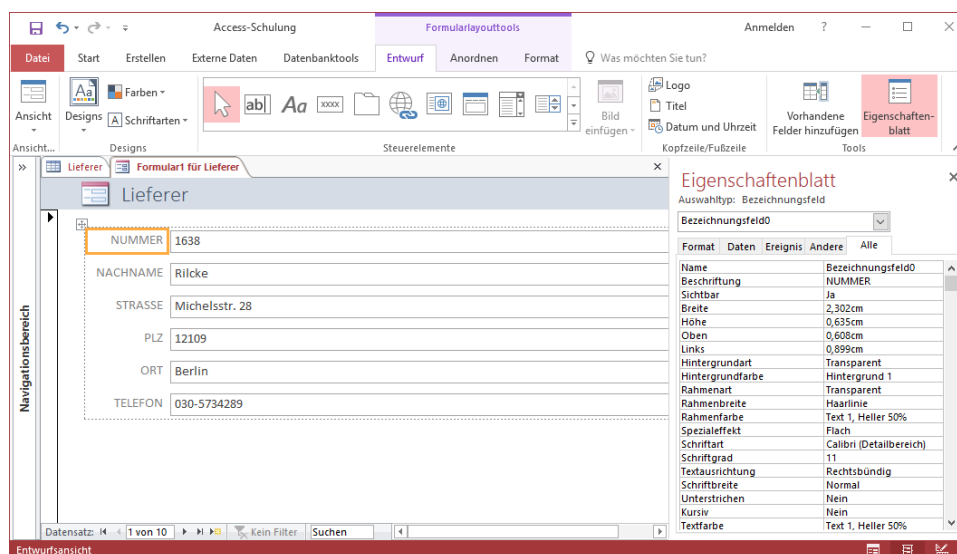 Access-Schulung
Formularlayouttools
Anmelden ?
Datei Start Erstellen Externe Daten Datenbanktools Entwurf Anordnen Format Was möchten Sie tun?
Ansicht
Designs
Aa
Farben
A Schriftarten
ab| Aa xxxx
Bild einfügen
Logo
Titel
Datum und Uhrzeit
Vorhandene Felder hinzufügen
Eigenschaften-
blatt
Ansicht... Designs Steuerelemente Kopfzeile/Fußzeile Tools
Lieferer Formular1 für Lieferer
Navigationsbereich
Lieferer
NUMMER 1638
NACHNAME Rilcke
STRASSE Michelsstr. 28
PLZ 12109
ORT Berlin
TELEFON 030-5734289
Datensatz: 1 von 10 Kein Filter Suchen
Eigenschaftenblatt
Auswahltyp: Bezeichnungsfeld
Bezeichnungsfeld0
Format Daten Ereignis Andere Alle
Name Bezeichnungsfeld0
Beschriftung NUMMER
Sichtbar Ja
Breite 2,302cm
Höhe 0,635cm
Oben 0,608cm
Links 0,899cm
Hintergrundart Transparent
Hintergrundfarbe Hintergrund 1
Rahmenart Transparent
Rahmenbreite Haarlinie
Rahmenfarbe Text 1, Heller 50%
Spezialeffekt Flach
Schriftart Calibri (Detailbereich)
Schriftgrad 11
Textausrichtung Rechtsbündig
Schriftbreite Normal
Unterstrichen Nein
Kursiv Nein
Textfarbe Text 1, Heller 50%
Entwurfsansicht